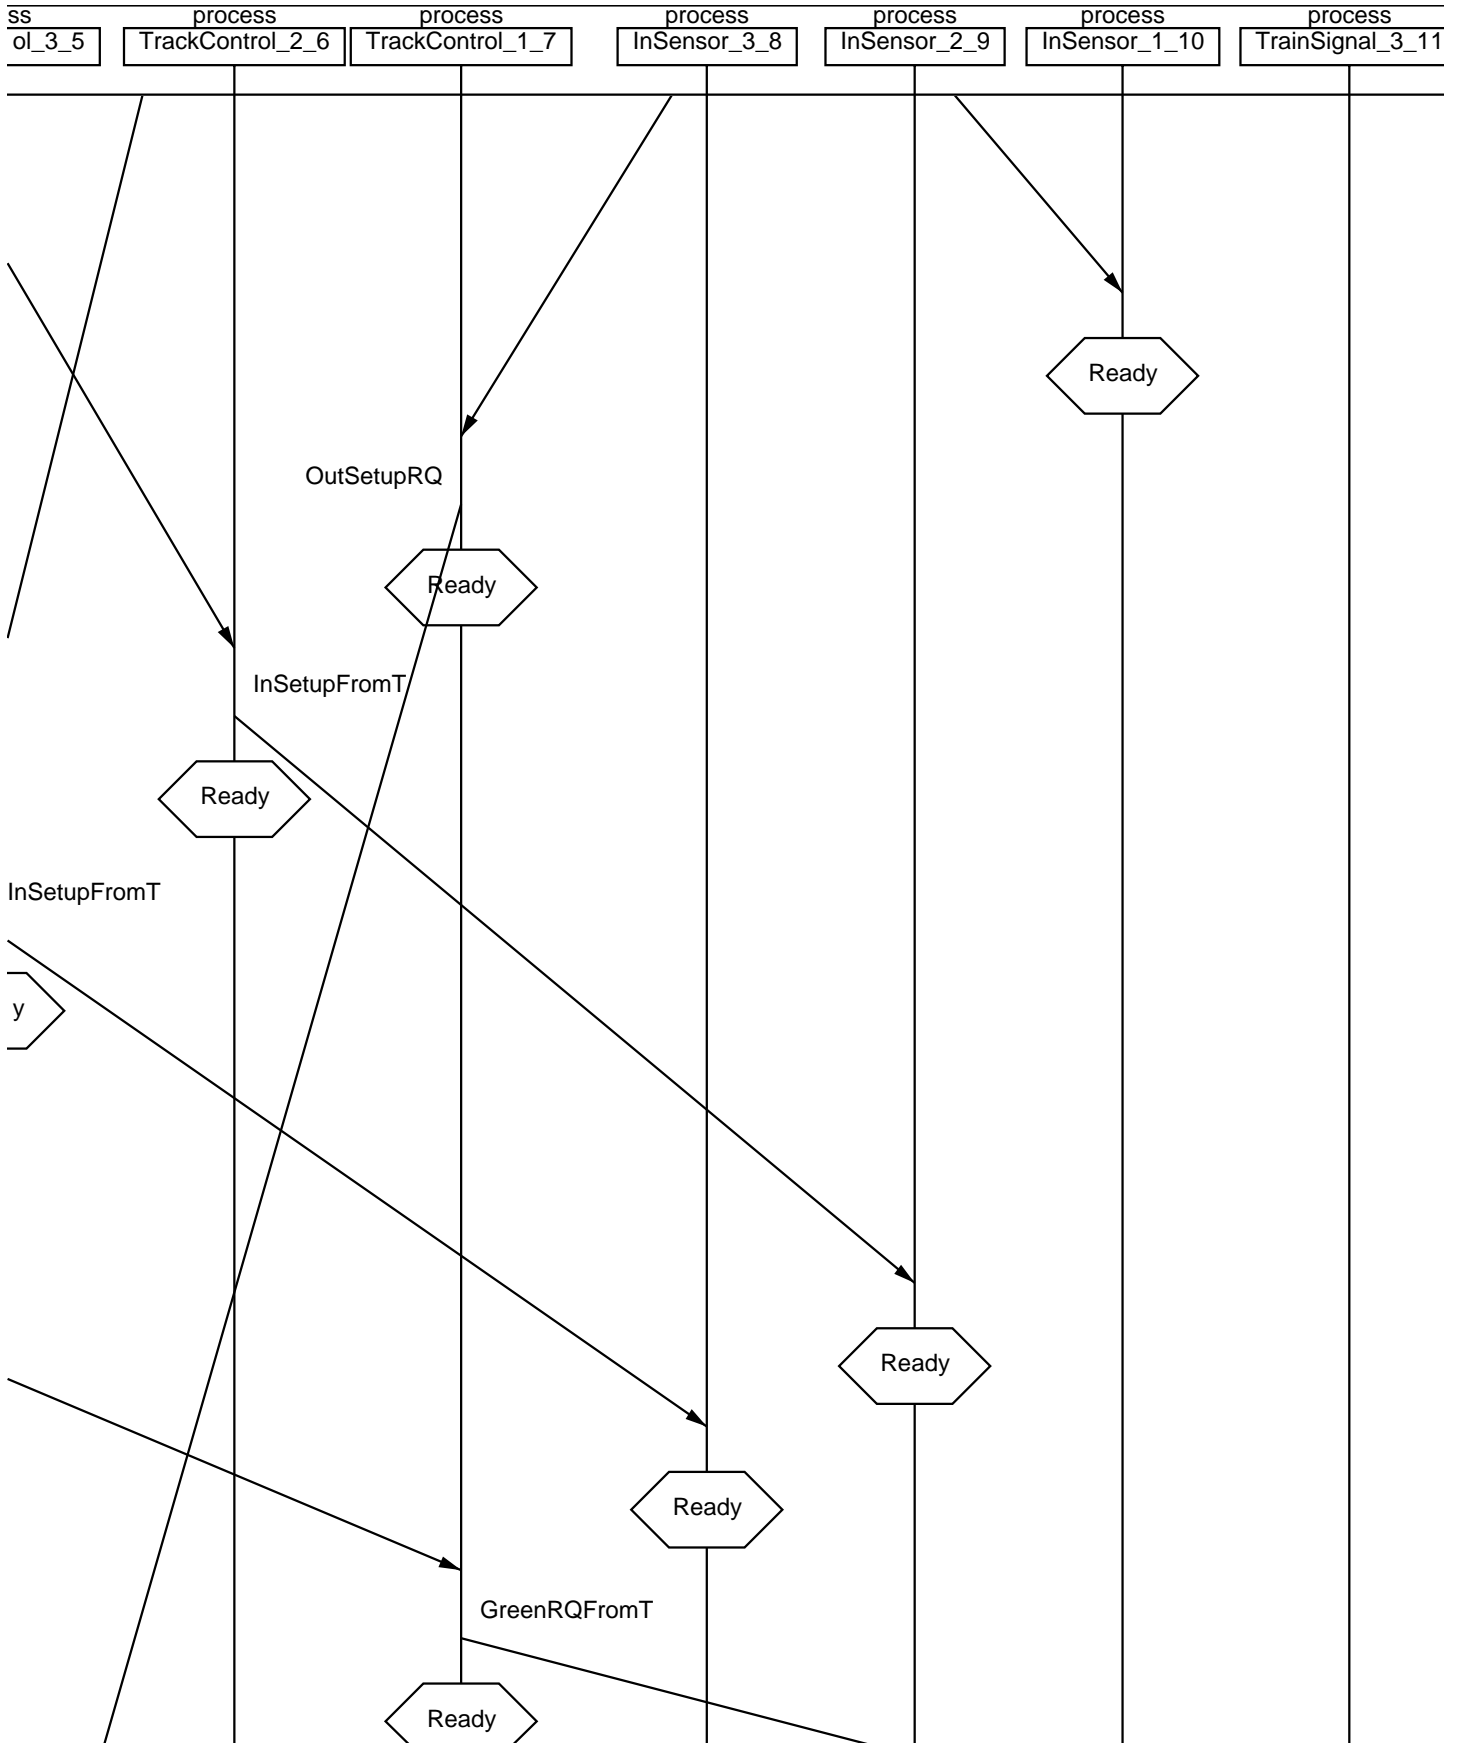 ss process process process process process process
ol_3_5 TrackControl_2_6 TrackControl_1_7 InSensor_3_8 InSensor_2_9 InSensor_1_10 TrainSignal_3_11
Ready
OutSetupRQ
Ready
InSetupFromT
Ready
InSetupFromT
y
Ready
Ready
GreenRQFromT
Ready